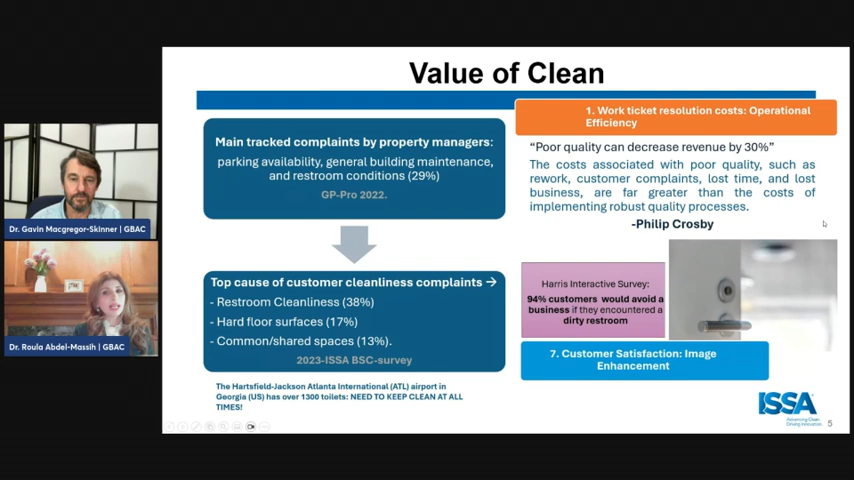 Value of Clean
Main tracked complaints by property managers:
parking availability, general building maintenance,
and restroom conditions (29%)
GP-Pro 2022.
Top cause of customer cleanliness complaints →
- Restroom Cleanliness (38%)
- Hard floor surfaces (17%)
- Common/shared spaces (13%).
2023-ISSA BSC-survey
The Hartsfield-Jackson Atlanta International (ATL) airport in
Georgia (US) has over 1300 toilets: NEED TO KEEP CLEAN AT ALL
TIMES!
1. Work ticket resolution costs: Operational
Efficiency
“Poor quality can decrease revenue by 30%”
The costs associated with poor quality, such as
rework, customer complaints, lost time, and lost
business, are far greater than the costs of
implementing robust quality processes.
-Philip Crosby
Harris Interactive Survey:
94% customers would avoid a
business if they encountered a
dirty restroom
7. Customer Satisfaction: Image
Enhancement
ISSA
Advancing Clean
Driving Innovation
5
Dr. Gavin Macgregor-Skinner | GBAC
Dr. Roula Abdel-Massih | GBAC